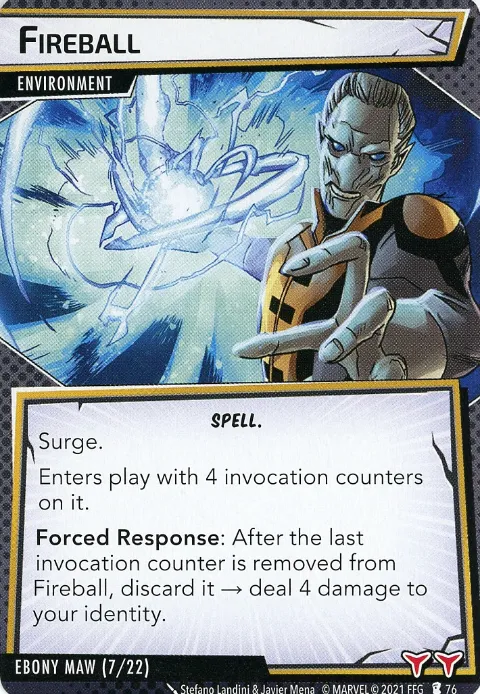 FIREBALL
ENVIRONMENT
SPELL.
Surge.
Enters play with 4 invocation counters
on it.
Forced Response: After the last
invocation counter is removed from
Fireball, discard it → deal 4 damage to
your identity.
EBONY MAW (7/22)
Stefano Landini & Javier Mena © MARVEL © 2021 FFG 76